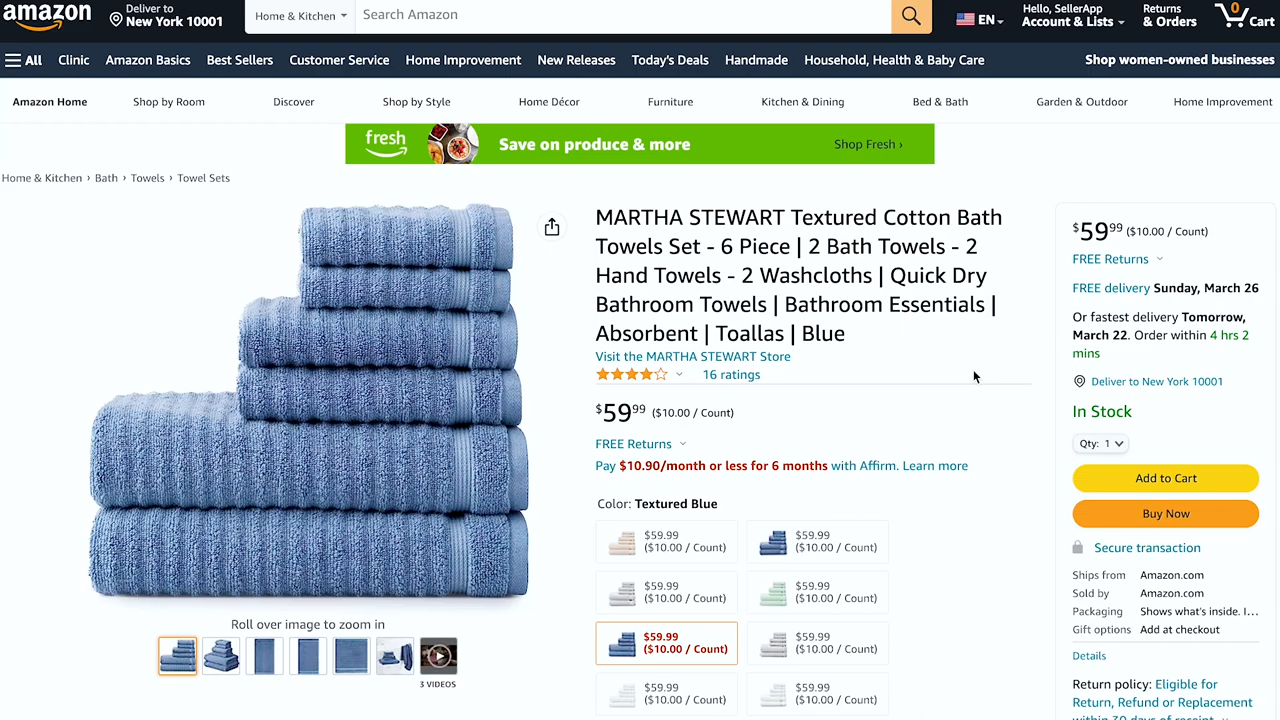 amazon
Deliver to
New York 10001
Home & Kitchen
Search Amazon
EN
Hello, SellerApp
Account & Lists
Returns
& Orders
0
Cart
All
Clinic
Amazon Basics
Best Sellers
Customer Service
Home Improvement
New Releases
Today's Deals
Handmade
Household, Health & Baby Care
Shop women-owned businesses
Amazon Home
Shop by Room
Discover
Shop by Style
Home Décor
Furniture
Kitchen & Dining
Bed & Bath
Garden & Outdoor
Home Improvement
fresh
Save on produce & more
Shop Fresh ›
Home & Kitchen › Bath › Towels › Towel Sets
MARTHA STEWART Textured Cotton Bath
Towels Set - 6 Piece | 2 Bath Towels - 2
Hand Towels - 2 Washcloths | Quick Dry
Bathroom Towels | Bathroom Essentials |
Absorbent | Toallas | Blue
Visit the MARTHA STEWART Store
16 ratings
$5999 ($10.00 / Count)
FREE Returns
Pay $10.90/month or less for 6 months with Affirm. Learn more
Color: Textured Blue
$59.99
($10.00 / Count)
$59.99
($10.00 / Count)
$59.99
($10.00 / Count)
$59.99
($10.00 / Count)
$59.99
($10.00 / Count)
$59.99
($10.00 / Count)
$59.99
($10.00 / Count)
$59.99
($10.00 / Count)
Roll over image to zoom in
3 VIDEOS
$5999 ($10.00 / Count)
FREE Returns
FREE delivery Sunday, March 26
Or fastest delivery Tomorrow,
March 22. Order within 4 hrs 2
mins
Deliver to New York 10001
In Stock
Qty: 1
Add to Cart
Buy Now
Secure transaction
Ships from Amazon.com
Sold by Amazon.com
Packaging Shows what's inside. I…
Gift options Add at checkout
Details
Return policy: Eligible for
Return, Refund or Replacement
within 30 days of receipt